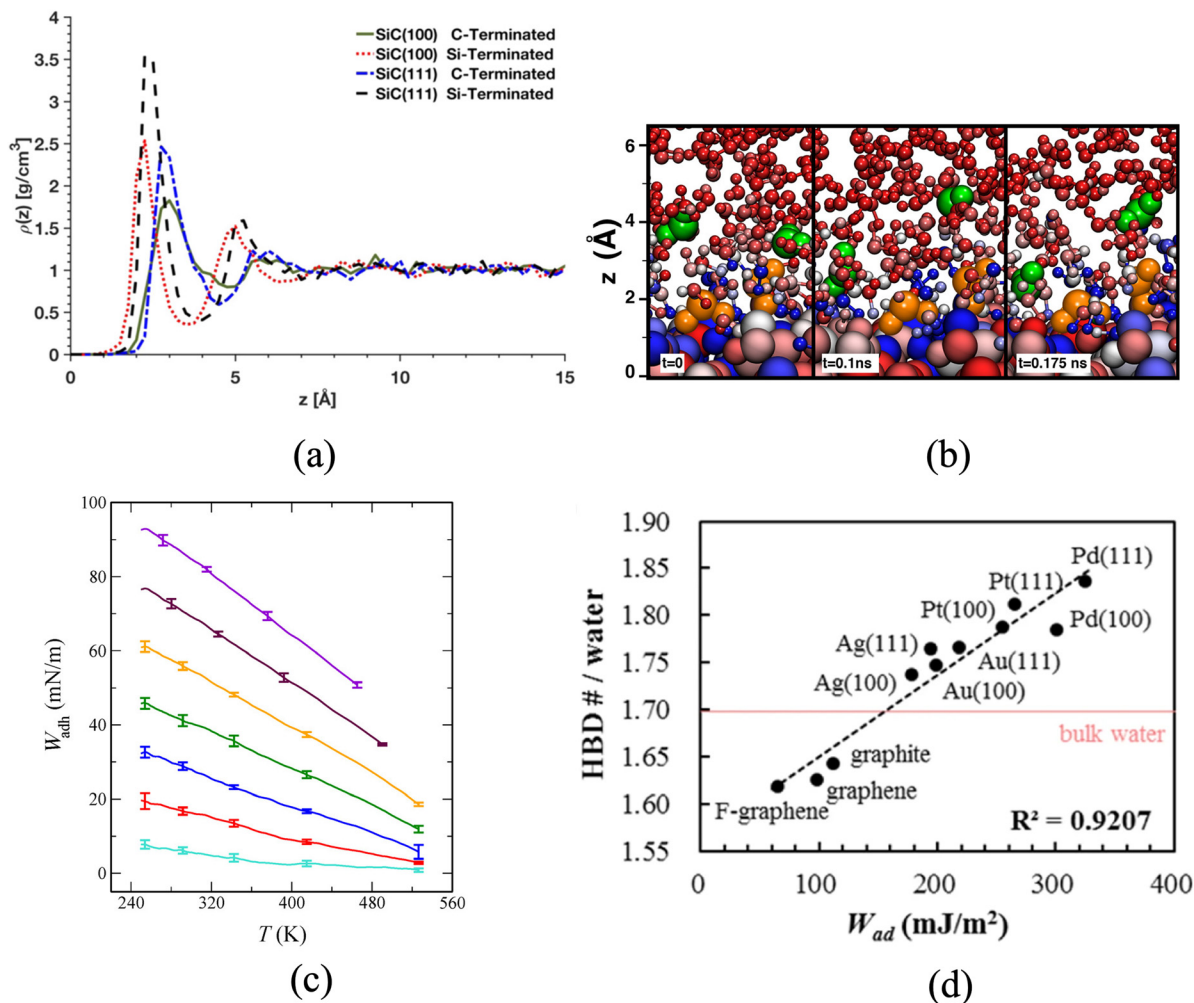 4
3.5
3
2.5
2
1.5
1
0.5
0
ρ(z) [g/cm³]
SiC(100) C-Terminated
SiC(100) Si-Terminated
SiC(111) C-Terminated
SiC(111) Si-Terminated
0 5 10 15
z [Å]
(a)
6
4
2
0
z (Å)
t=0
t=0.1ns
t=0.175 ns
(b)
100
80
60
40
20
0
Wadh (mN/m)
240 320 400 480 560
T (K)
(c)
1.90
1.85
1.80
1.75
1.70
1.65
1.60
1.55
HBD # / water
Pd(111)
Pt(111)
Pt(100)
Pd(100)
Ag(111)
Au(111)
Ag(100)
Au(100)
bulk water
graphite
graphene
F-graphene
R² = 0.9207
0 100 200 300 400
Wad (mJ/m²)
(d)